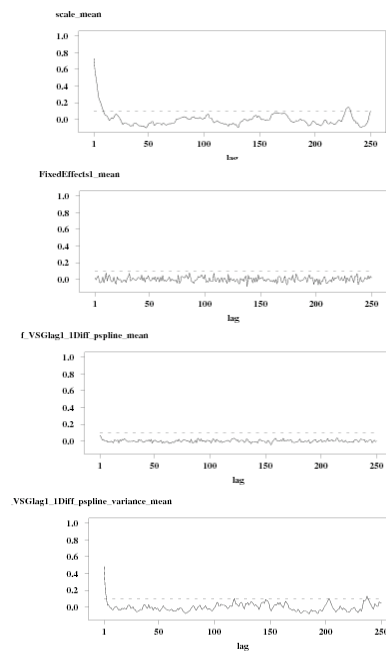 scale_mean
1.0
0.8
0.6
0.4
0.2
0.0
1 50 100 150 200 250
lag
FixedEffects1_mean
1.0
0.8
0.6
0.4
0.2
0.0
1 50 100 150 200 250
lag
f_VSGlag1_1Diff_pspline_mean
1.0
0.8
0.6
0.4
0.2
0.0
1 50 100 150 200 250
lag
_VSGlag1_1Diff_pspline_variance_mean
1.0
0.8
0.6
0.4
0.2
0.0
1 50 100 150 200 250
lag